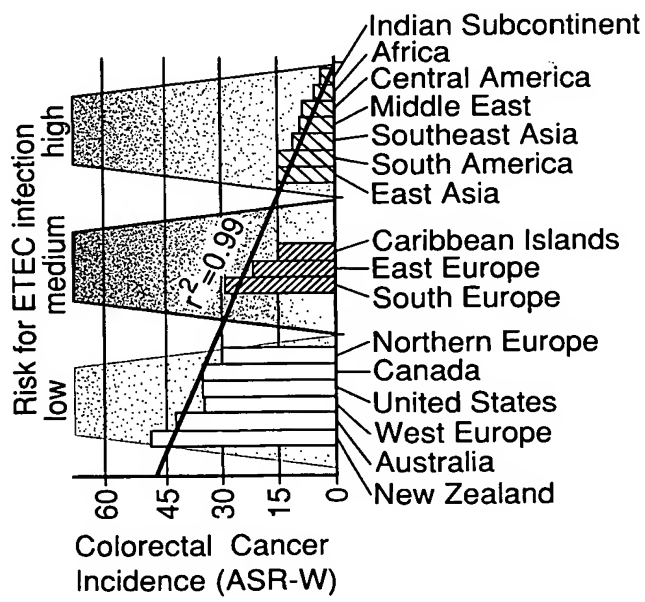 Indian Subcontinent
Africa
Central America
Middle East
Southeast Asia
South America
East Asia
Caribbean Islands
East Europe
South Europe
Northern Europe
Canada
United States
West Europe
Australia
New Zealand
Risk for ETEC infection
high
medium
low
r²=0.99
60
45
30
15
0
Colorectal Cancer
Incidence (ASR-W)